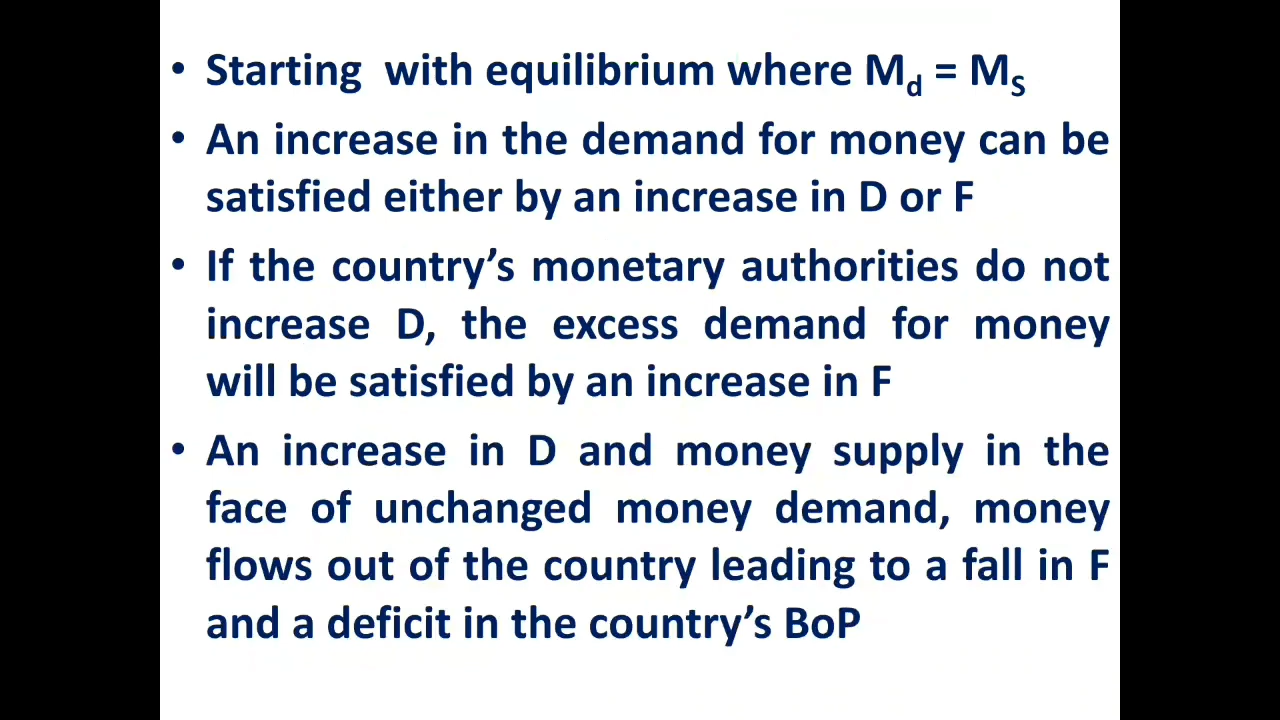 • Starting with equilibrium where Md = MS
• An increase in the demand for money can be
satisfied either by an increase in D or F
• If the country’s monetary authorities do not
increase D, the excess demand for money
will be satisfied by an increase in F
• An increase in D and money supply in the
face of unchanged money demand, money
flows out of the country leading to a fall in F
and a deficit in the country’s BoP